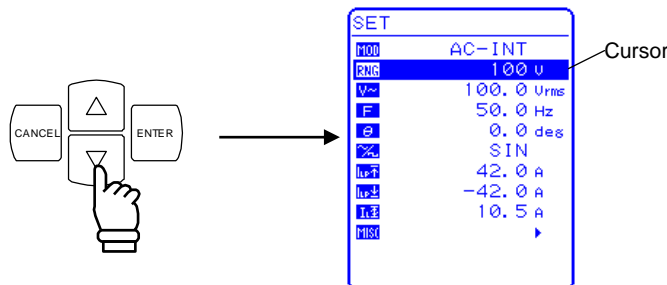 SET
MOD AC-INT
RNG 100 V
Cursor
V~ 100.0 Vrms
F 50.0 Hz
θ 0.0 deg
SIN
42.0 A
-42.0 A
10.5 A
MISC
CANCEL
ENTER